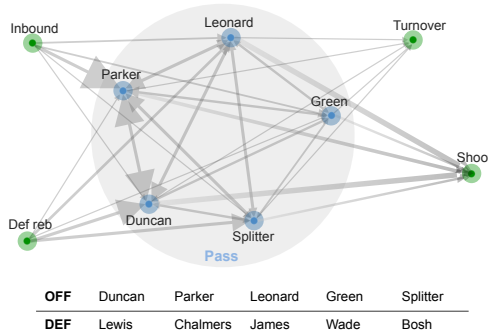 Leonard
Inbound
Turnover
Parker
Green
Shoo
Duncan
Def reb
Splitter
Pass
OFF Duncan Parker Leonard Green Splitter
DEF Lewis Chalmers James Wade Bosh